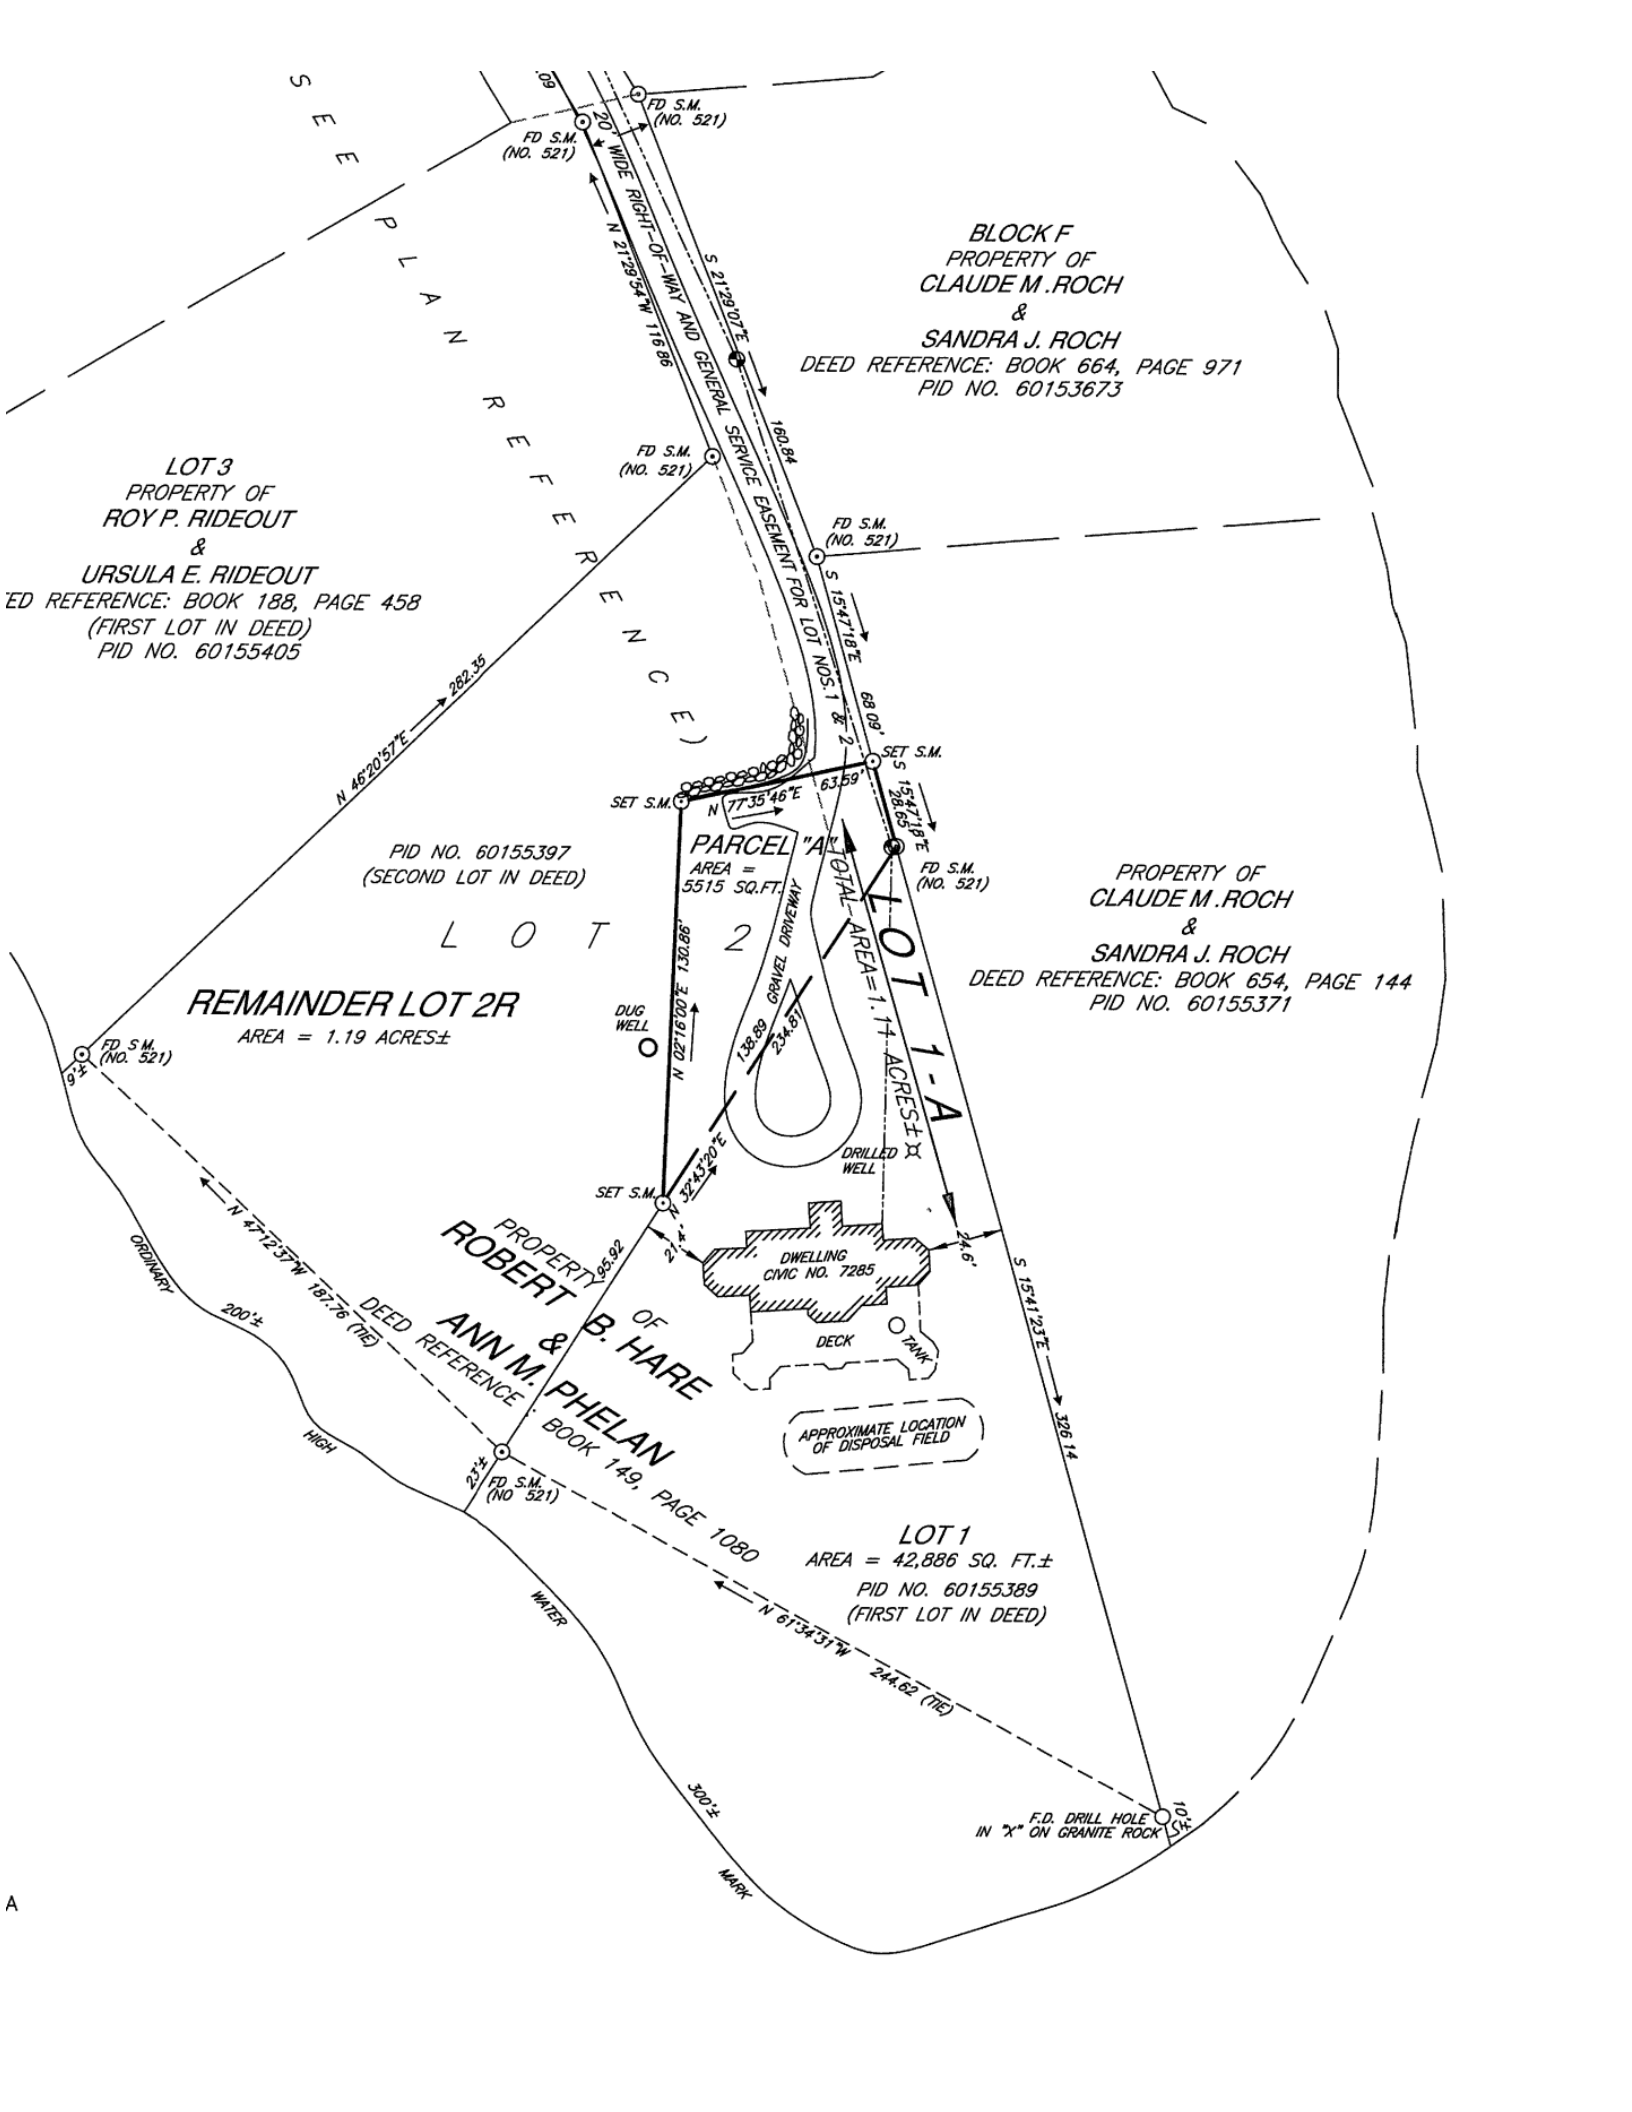 09
FD S.M.
(NO. 521)
FD S.M.
(NO. 521)
20' WIDE RIGHT-OF-WAY AND GENERAL SERVICE EASEMENT FOR LOT NOS.1 & 2
SEE PLAN REFERENCE)
N 21°29'54"W 116 86
S 21°29'07"E
160.84
BLOCK F
PROPERTY OF
CLAUDE M .ROCH
&
SANDRA J. ROCH
DEED REFERENCE: BOOK 664, PAGE 971
PID NO. 60153673
FD S.M.
(NO. 521)
LOT 3
PROPERTY OF
ROY P. RIDEOUT
&
URSULA E. RIDEOUT
ED REFERENCE: BOOK 188, PAGE 458
(FIRST LOT IN DEED)
PID NO. 60155405
FD S.M.
(NO. 521)
S 15°47'18"E
68 09'
N 46°20'57"E
282.35
SET S.M.
SET S.M.
N 77°35'46"E
63.59'
S 15°47'18"E
28.65'
PARCEL "A"
AREA =
5515 SQ.FT.
PID NO. 60155397
(SECOND LOT IN DEED)
FD S.M.
(NO. 521)
PROPERTY OF
CLAUDE M .ROCH
&
SANDRA J. ROCH
DEED REFERENCE: BOOK 654, PAGE 144
PID NO. 60155371
LOT 2
LOT 1-A
TOTAL AREA=1.11 ACRES±
GRAVEL DRIVEWAY
N 02°16'00"E 130.86'
REMAINDER LOT 2R
AREA = 1.19 ACRES±
DUG
WELL
138.89
234.81
FD S M.
(NO. 521)
9'±
DRILLED
WELL
SET S.M.
N 32°43'20"E
21.4'
24.6'
DWELLING
CIVIC NO. 7285
DECK
TANK
95.92
PROPERTY OF
ROBERT B. HARE
&
ANN M. PHELAN
DEED REFERENCE : BOOK 149, PAGE 1080
N 47°12'37"W 187.76 (TIE)
S 15°41'23"E
326 14
APPROXIMATE LOCATION
OF DISPOSAL FIELD
ORDINARY
200'±
HIGH
23'±
FD S.M.
(NO 521)
LOT 1
AREA = 42,886 SQ. FT.±
PID NO. 60155389
(FIRST LOT IN DEED)
WATER
N 61°34'31"W 244.62 (TIE)
300'±
F.D. DRILL HOLE
IN "X" ON GRANITE ROCK
10'±
MARK
A